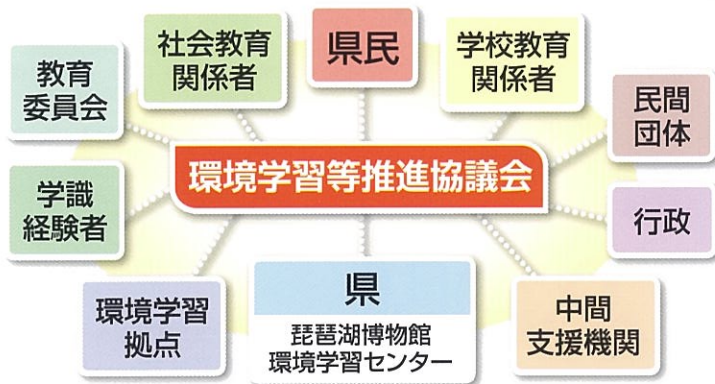 社会教育
関係者
県民
学校教育
関係者
教育
委員会
民間
団体
環境学習等推進協議会
学識
経験者
行政
環境学習
拠点
県
琵琶湖博物館
環境学習センター
中間
支援機関